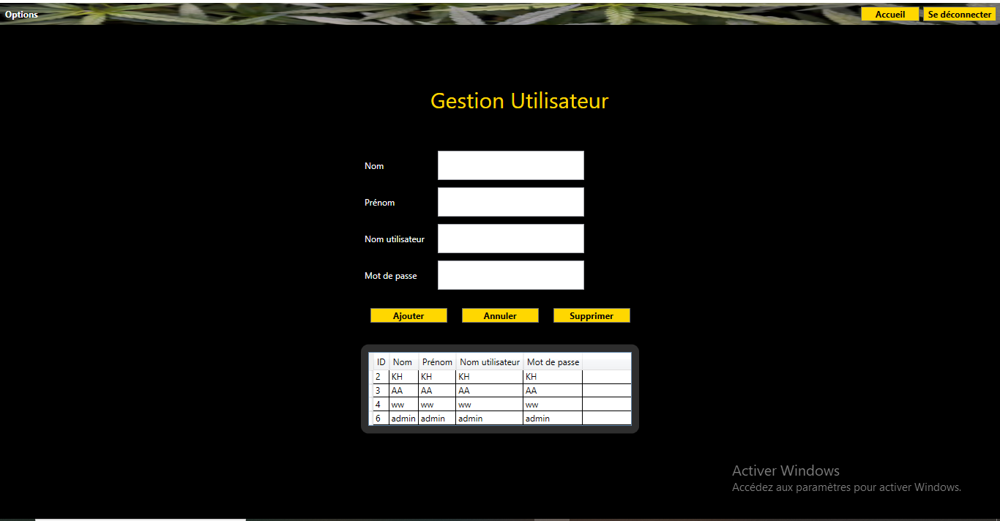 Options Accueil Se déconnecter
Gestion Utilisateur
Nom
Prénom
Nom utilisateur
Mot de passe
Ajouter Annuler Supprimer
ID Nom Prénom Nom utilisateur Mot de passe
2 KH KH KH KH
3 AA AA AA AA
4 ww ww ww ww
6 admin admin admin admin
Activer Windows
Accédez aux paramètres pour activer Windows.